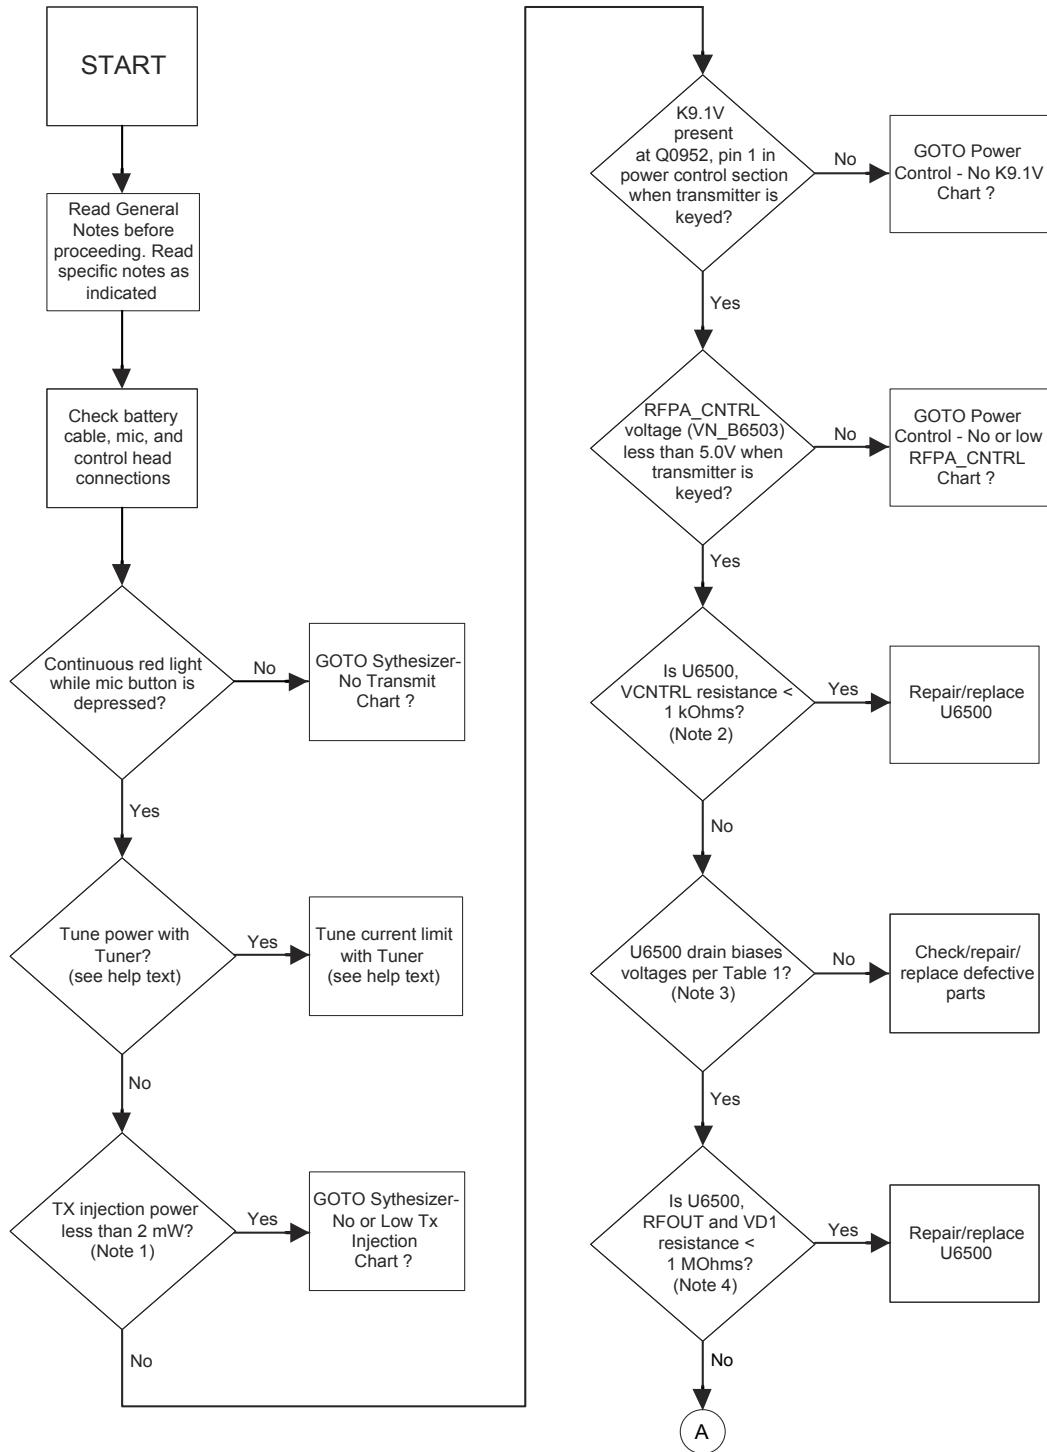 START
Read General
Notes before
proceeding. Read
specific notes as
indicated
Check battery
cable, mic, and
control head
connections
Continuous red light
while mic button is
depressed?
No
GOTO Sythesizer-
No Transmit
Chart ?
Yes
Tune power with
Tuner?
(see help text)
Yes
Tune current limit
with Tuner
(see help text)
No
TX injection power
less than 2 mW?
(Note 1)
Yes
GOTO Sythesizer-
No or Low Tx
Injection
Chart ?
No
K9.1V
present
at Q0952, pin 1 in
power control section
when transmitter is
keyed?
No
GOTO Power
Control - No K9.1V
Chart ?
Yes
RFPA_CNTRL
voltage (VN_B6503)
less than 5.0V when
transmitter is
keyed?
No
GOTO Power
Control - No or low
RFPA_CNTRL
Chart ?
Yes
Is U6500,
VCNTRL resistance <
1 kOhms?
(Note 2)
Yes
Repair/replace
U6500
No
U6500 drain biases
voltages per Table 1?
(Note 3)
No
Check/repair/
replace defective
parts
Yes
Is U6500,
RFOUT and VD1
resistance <
1 MOhms?
(Note 4)
Yes
Repair/replace
U6500
No
A